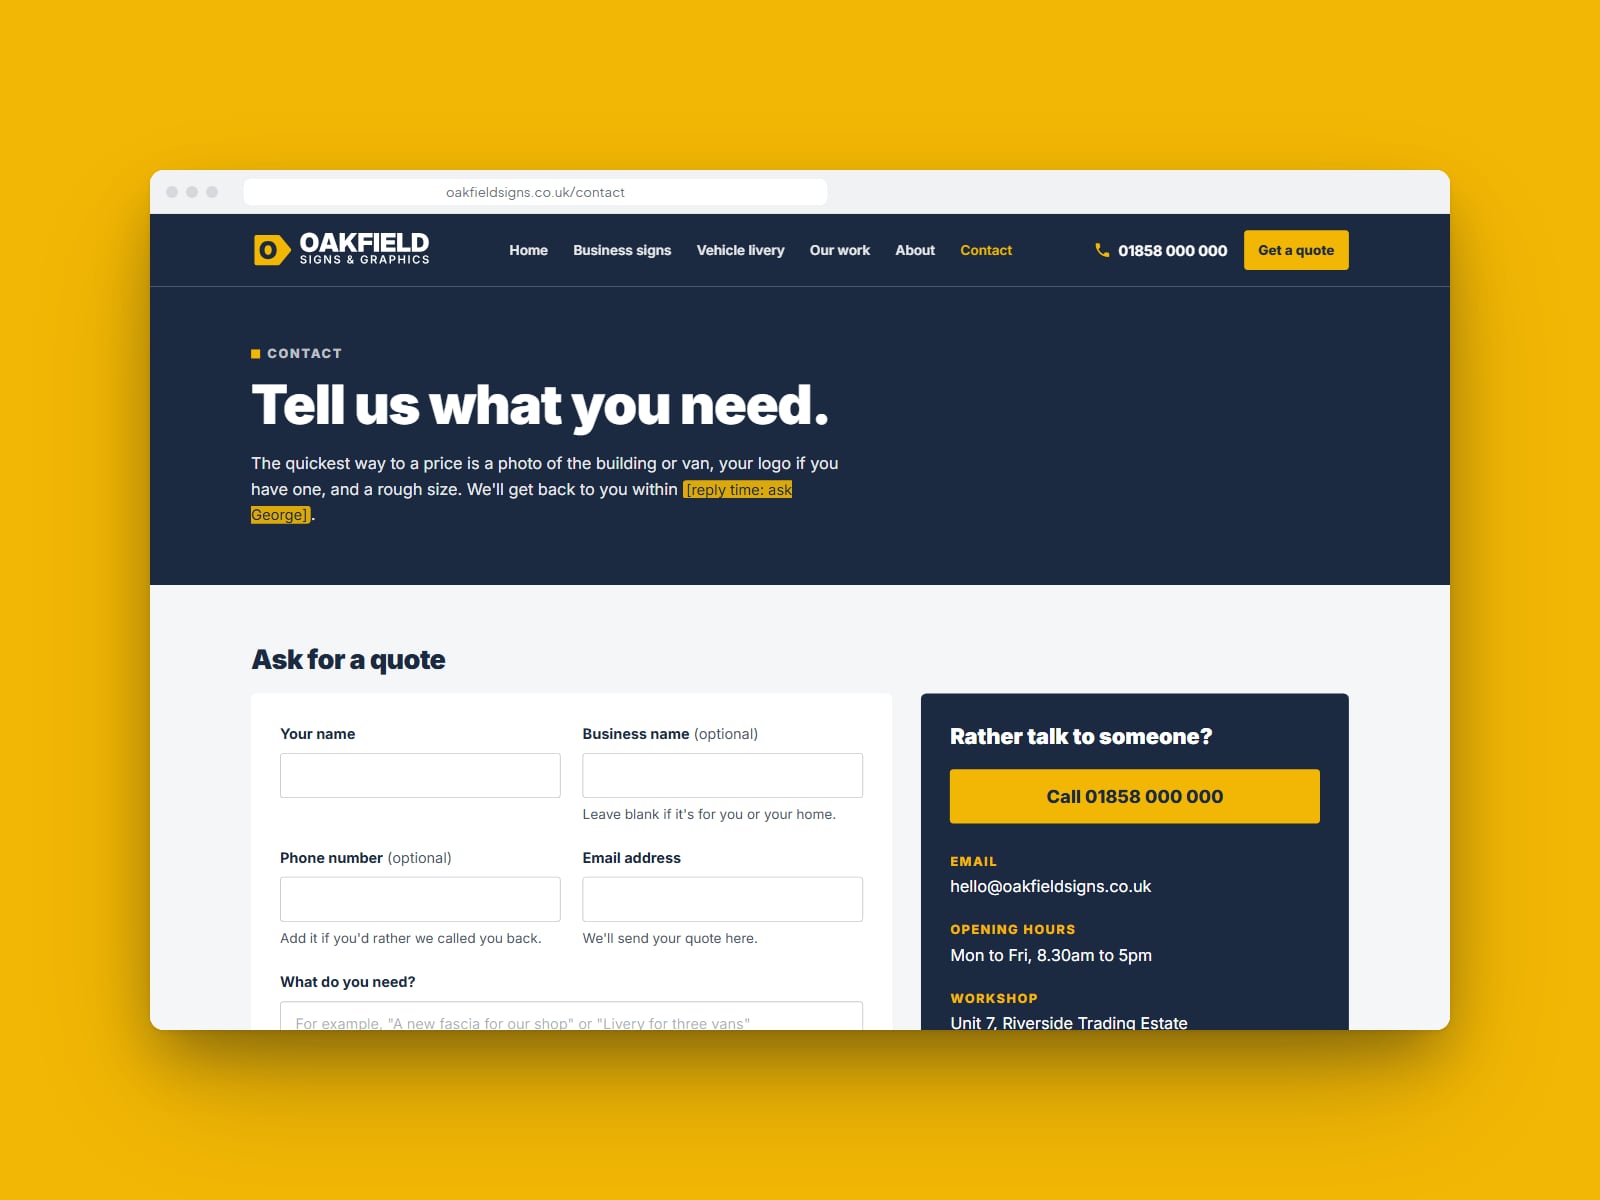 oakfieldsigns.co.uk/contact
O OAKFIELD
SIGNS & GRAPHICS
Home Business signs Vehicle livery Our work About Contact
01858 000 000
Get a quote
CONTACT
Tell us what you need.
The quickest way to a price is a photo of the building or van, your logo if you
have one, and a rough size. We'll get back to you within [reply time: ask
George].
Ask for a quote
Your name
Business name (optional)
Leave blank if it's for you or your home.
Phone number (optional)
Add it if you'd rather we called you back.
Email address
We'll send your quote here.
What do you need?
For example, "A new fascia for our shop" or "Livery for three vans"
Rather talk to someone?
Call 01858 000 000
EMAIL
hello@oakfieldsigns.co.uk
OPENING HOURS
Mon to Fri, 8.30am to 5pm
WORKSHOP
Unit 7, Riverside Trading Estate